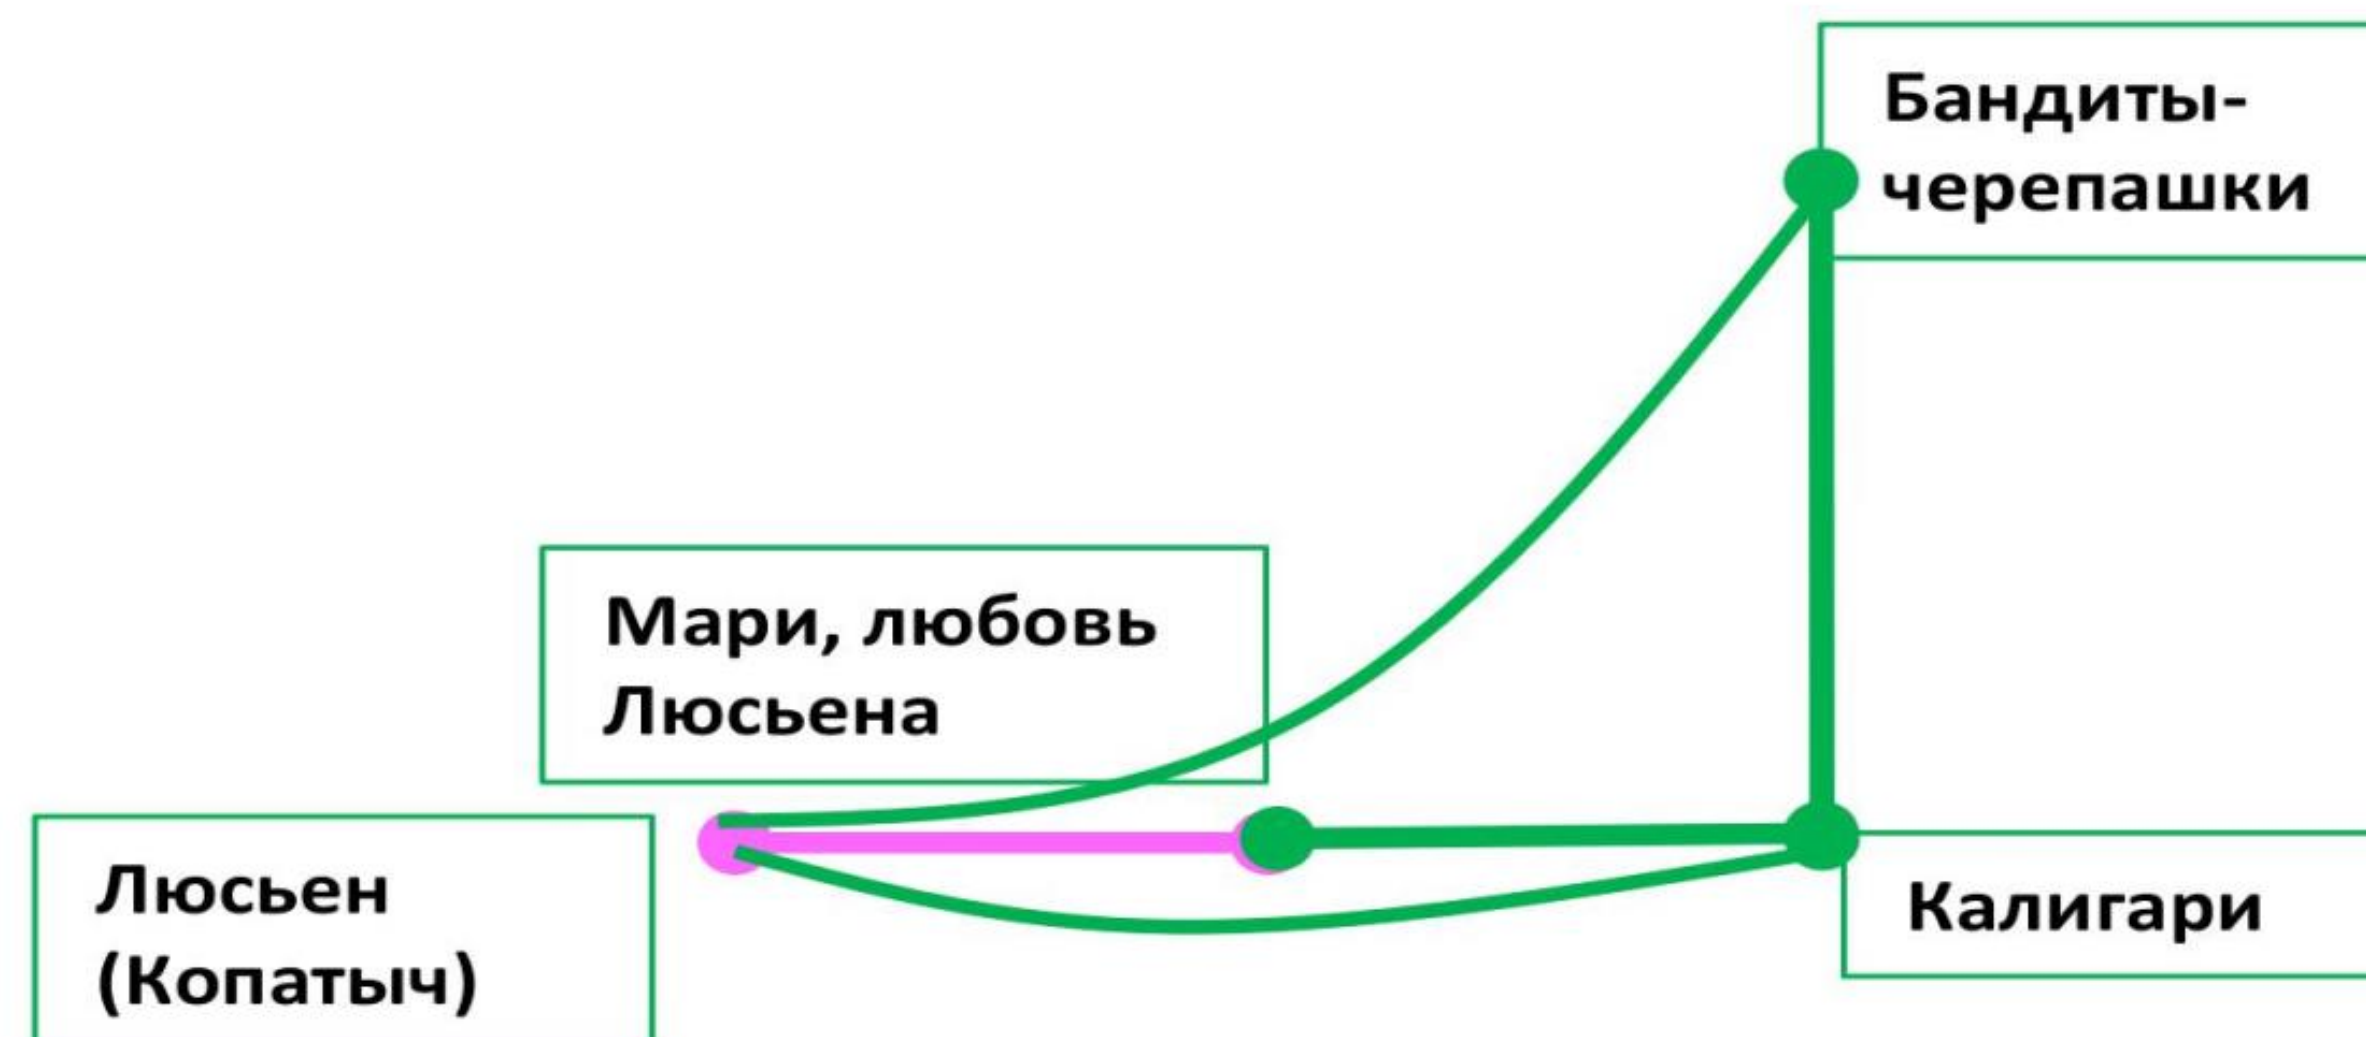 Бандиты-
черепашки
Мари, любовь
Люсьена
Люсьен
(Копатыч)
Калигари